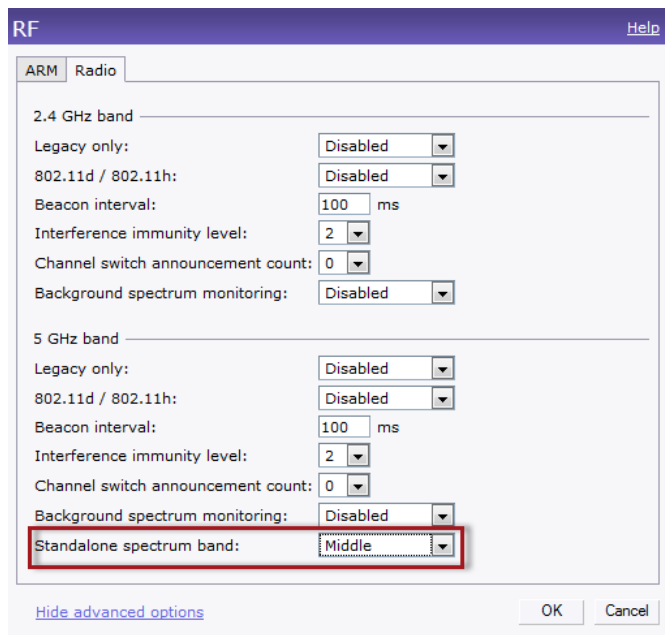 RF Help
ARM Radio
2.4 GHz band
Legacy only: Disabled
802.11d / 802.11h: Disabled
Beacon interval: 100 ms
Interference immunity level: 2
Channel switch announcement count: 0
Background spectrum monitoring: Disabled
5 GHz band
Legacy only: Disabled
802.11d / 802.11h: Disabled
Beacon interval: 100 ms
Interference immunity level: 2
Channel switch announcement count: 0
Background spectrum monitoring: Disabled
Standalone spectrum band: Middle
Hide advanced options OK Cancel